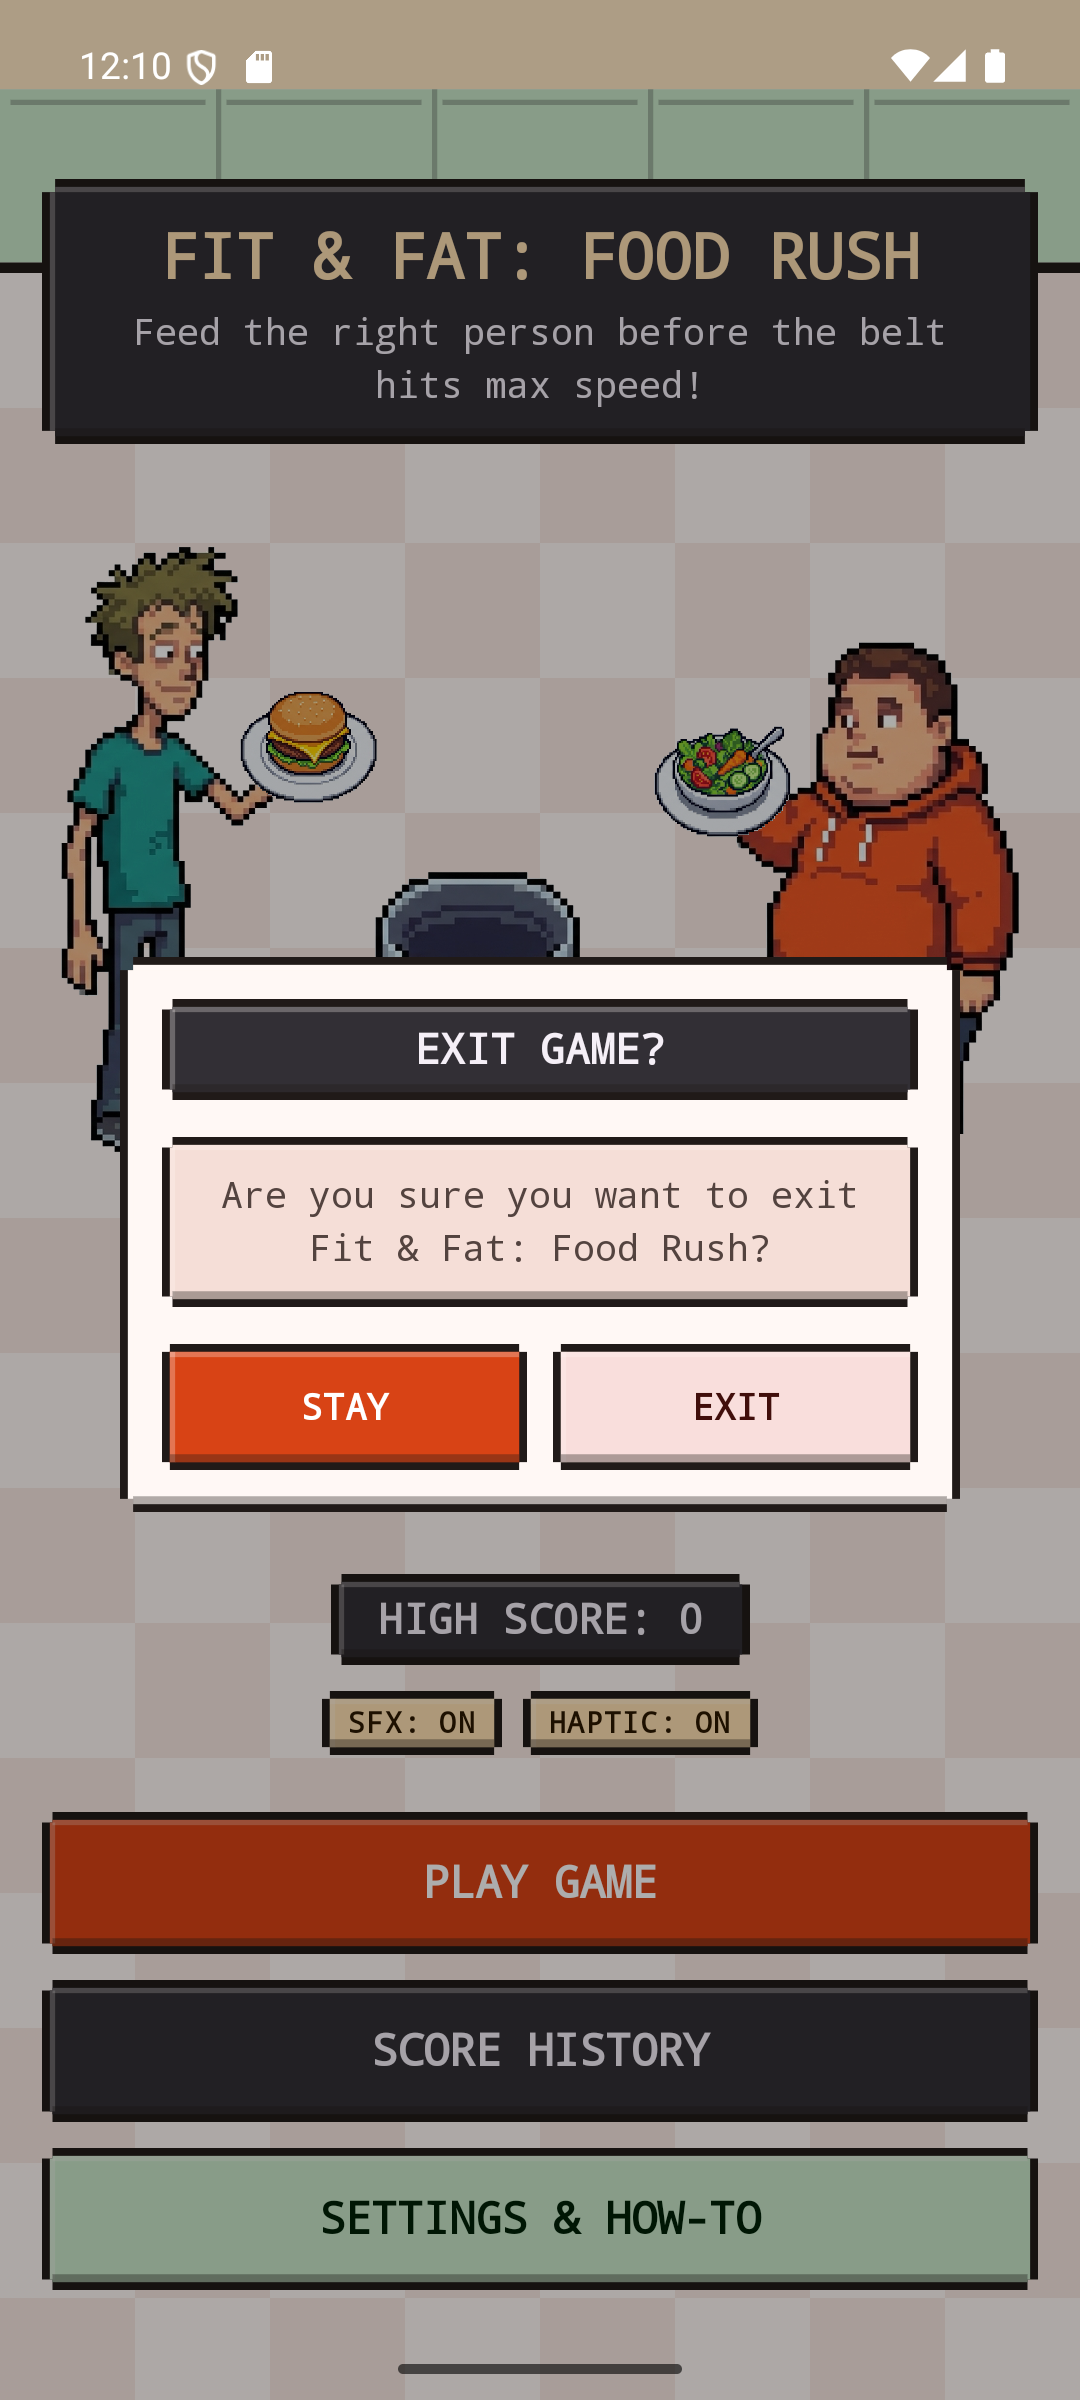 12:10
FIT & FAT: FOOD RUSH
Feed the right person before the belt
hits max speed!
EXIT GAME?
Are you sure you want to exit
Fit & Fat: Food Rush?
STAY
EXIT
HIGH SCORE: 0
SFX: ON
HAPTIC: ON
PLAY GAME
SCORE HISTORY
SETTINGS & HOW-TO